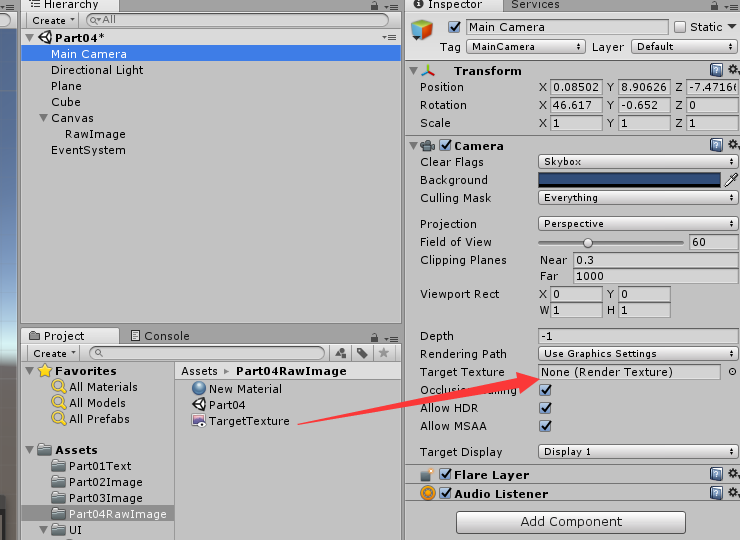 Hierarchy
Create
All
Part04*
Main Camera
Directional Light
Plane
Cube
Canvas
RawImage
EventSystem
Project
Console
Create
Favorites
All Materials
All Models
All Prefabs
Assets
Part01Text
Part02Image
Part03Image
Part04RawImage
UI
Assets Part04RawImage
New Material
Part04
TargetTexture
Inspector
Services
Main Camera
Static
Tag MainCamera Layer Default
Transform
Position X 0.08502 Y 8.90626 Z -7.47166
Rotation X 46.617 Y -0.652 Z 0
Scale X 1 Y 1 Z 1
Camera
Clear Flags Skybox
Background
Culling Mask Everything
Projection Perspective
Field of View 60
Clipping Planes Near 0.3
Far 1000
Viewport Rect X 0 Y 0
W 1 H 1
Depth -1
Rendering Path Use Graphics Settings
Target Texture None (Render Texture)
Allow HDR
Allow MSAA
Target Display Display 1
Flare Layer
Audio Listener
Add Component